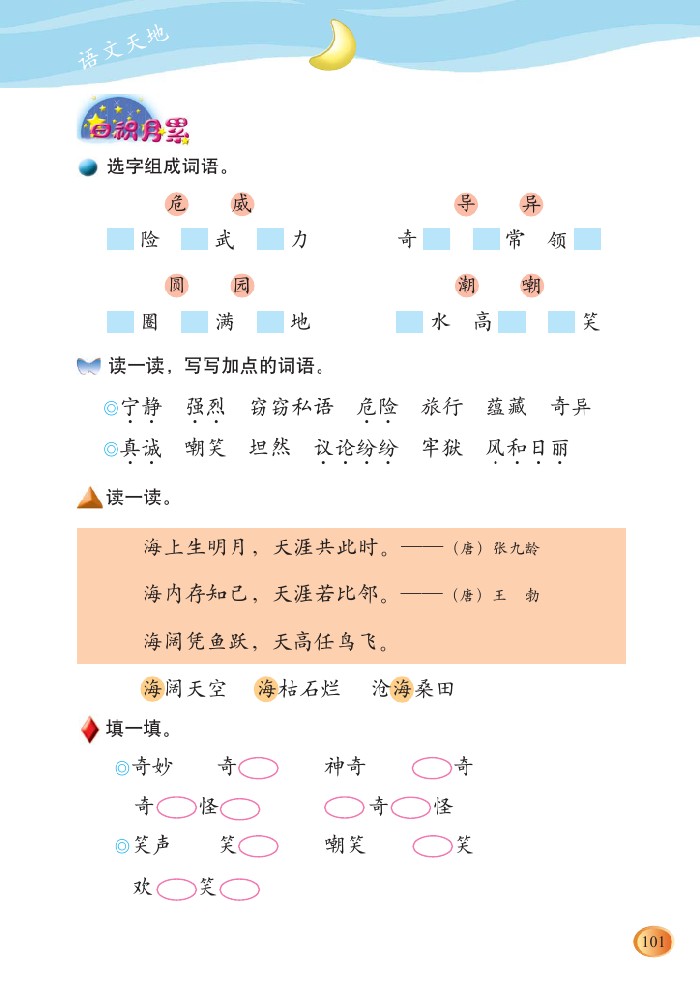 语文天地
日积月累
选字组成词语。
危 威 导 异
险 武 力 奇 常 领
圆 园 潮 嘲
圈 满 地 水 高 笑
读一读，写写加点的词语。
◎宁静 强烈 窃窃私语 危险 旅行 蕴藏 奇异
◎真诚 嘲笑 坦然 议论纷纷 牢狱 风和日丽
读一读。
海上生明月，天涯共此时。——（唐）张九龄
海内存知己，天涯若比邻。——（唐）王 勃
海阔凭鱼跃，天高任鸟飞。
海阔天空 海枯石烂 沧海桑田
填一填。
◎奇妙 奇 神奇 奇
奇 怪 奇 怪
◎笑声 笑 嘲笑 笑
欢 笑
101